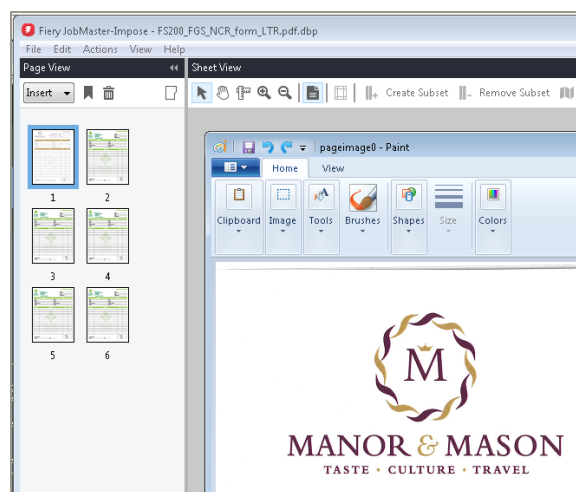 Fiery JobMaster-Impose - FS200_FGS_NCR_form_LTR.pdf.dbp
File Edit Actions View Help
Page View
Sheet View
Insert
Create Subset
Remove Subset
1
2
3
4
5
6
pageimage0 - Paint
Home View
Clipboard Image Tools Brushes Shapes Size Colors
M
MANOR & MASON
TASTE • CULTURE • TRAVEL